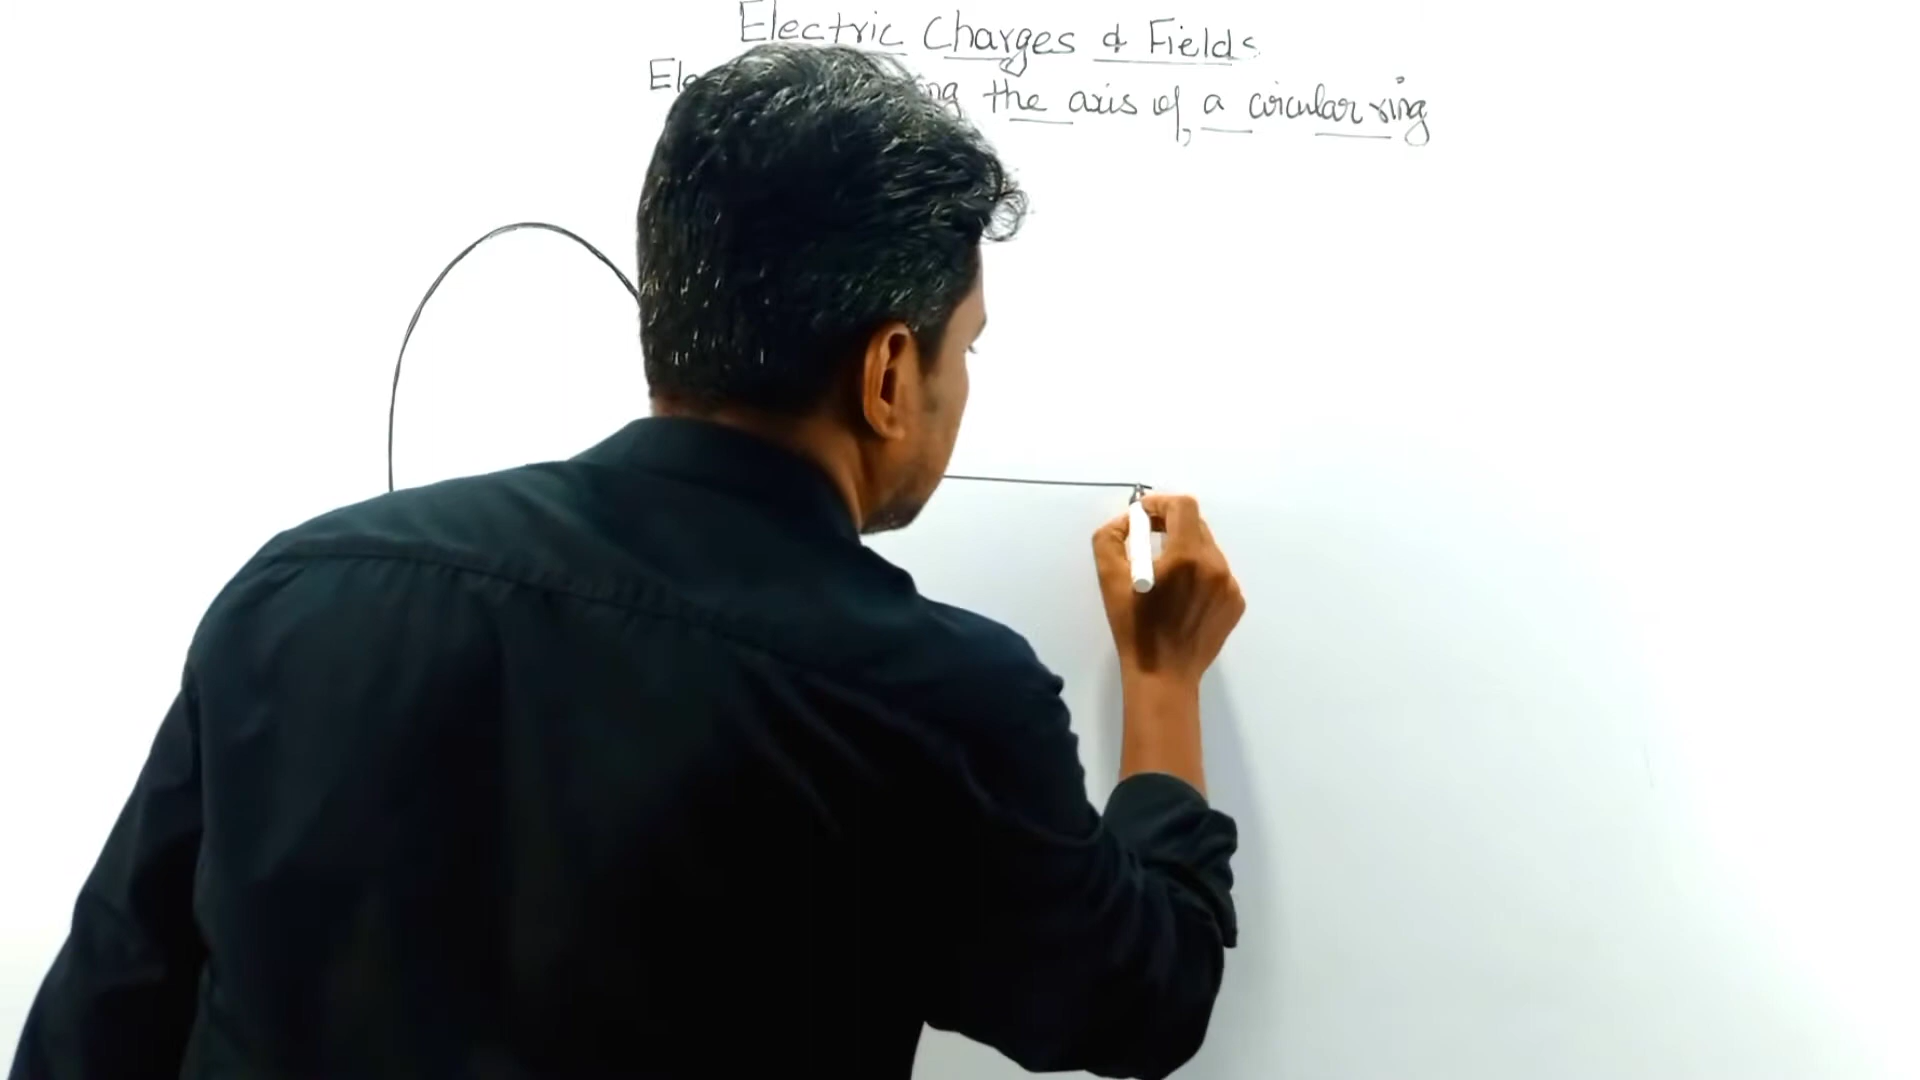 Electric Charges & Fields
the axis of a circular ring